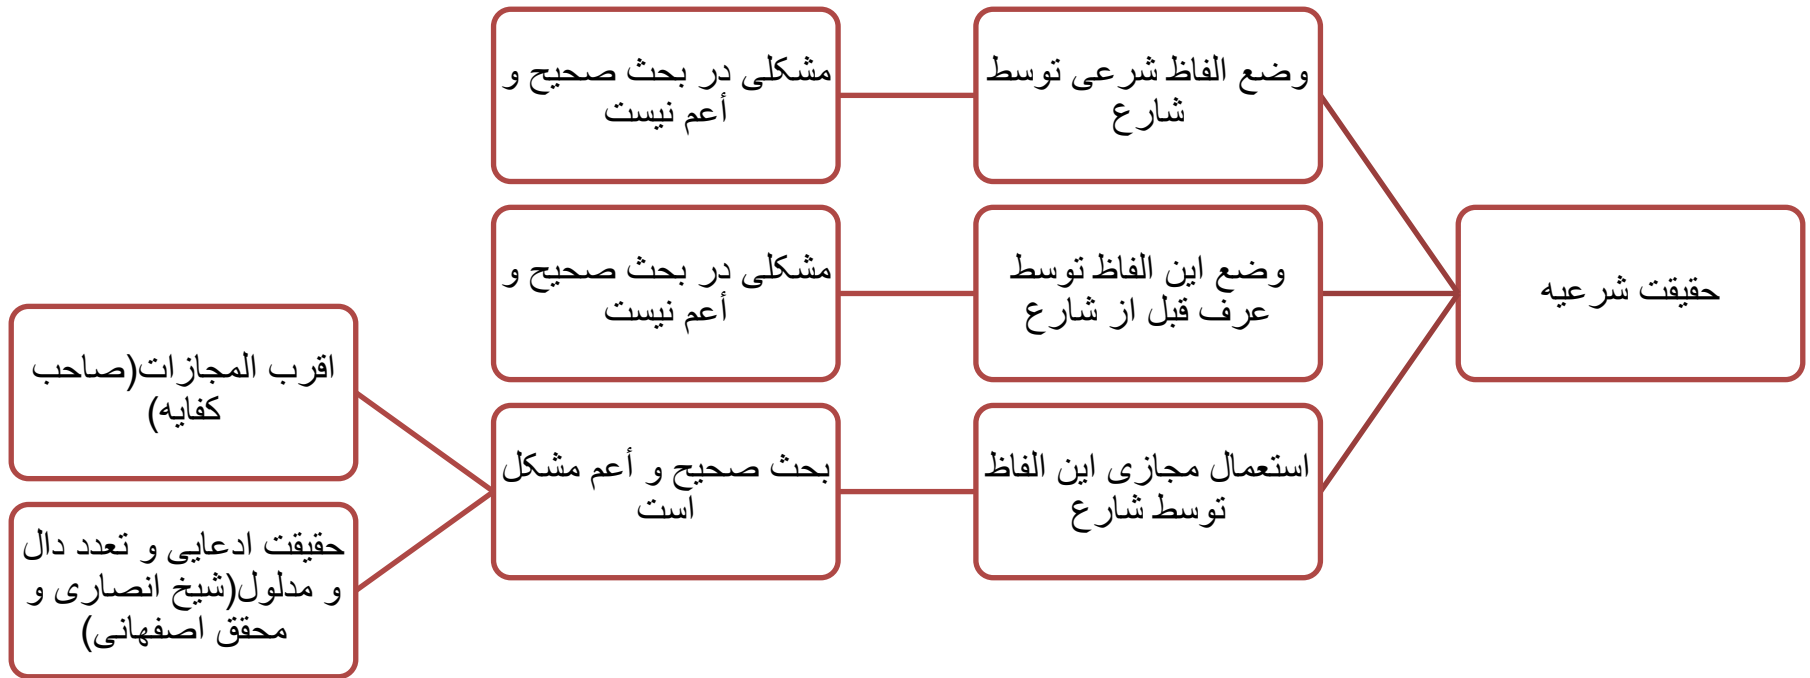 حقیقت شرعیه
وضع الفاظ شرعی توسط
شارع
مشکلی در بحث صحیح و
أعم نیست
وضع این الفاظ توسط
عرف قبل از شارع
مشکلی در بحث صحیح و
أعم نیست
استعمال مجازی این الفاظ
توسط شارع
بحث صحیح و أعم مشکل
است
اقرب المجازات(صاحب
کفایه)
حقیقت ادعایی و تعدد دال
و مدلول(شیخ انصاری و
محقق اصفهانی)